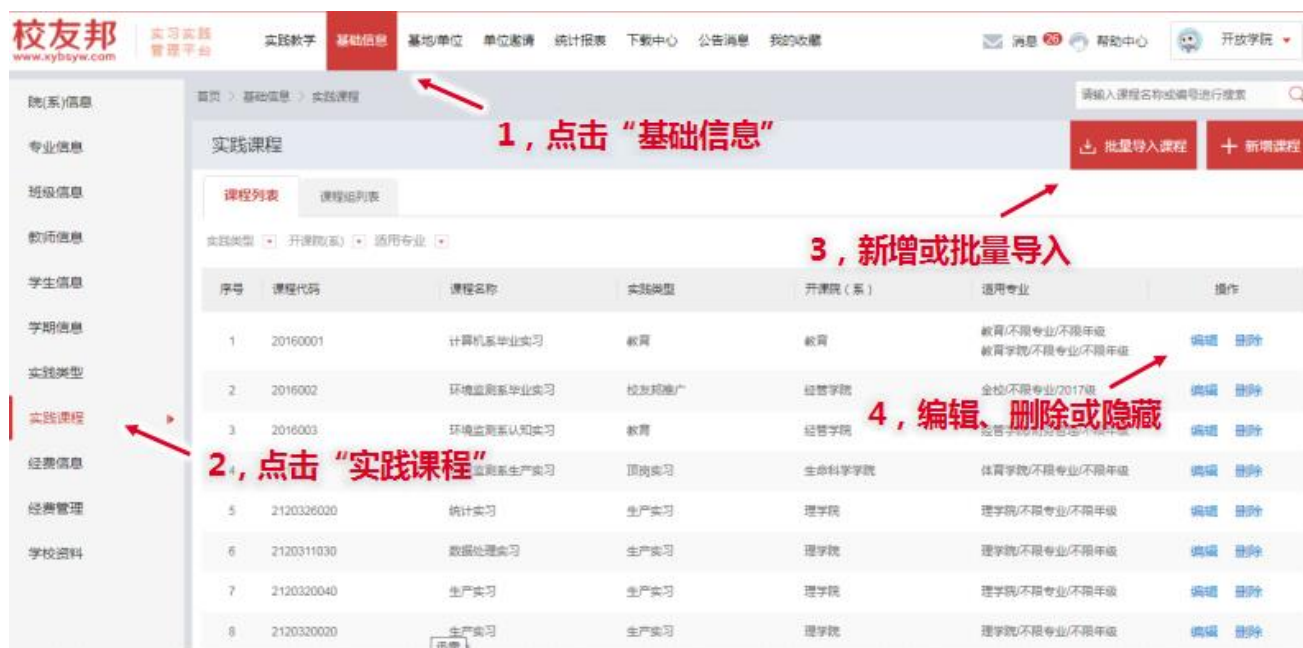 校友邦
www.xybsyw.com
实习实践
管理平台
实践教学 基础信息 基地/单位 单位邀请 统计报表 下载中心 公告消息 我的收藏
消息 26 帮助中心 开放学院
院(系)信息
专业信息
班级信息
教师信息
学生信息
学期信息
实践类型
实践课程
经费信息
经费管理
学校资料
首页 > 基础信息 > 实践课程
请输入课程名称或编号进行搜索
1，点击“基础信息”
实践课程
批量导入课程 新增课程
课程列表 课程组列表
实践类型 开课院(系) 适用专业
3，新增或批量导入
序号 课程代码 课程名称 实践类型 开课院（系） 适用专业 操作
1 20160001 计算机系毕业实习 教育 教育 教育/不限专业/不限年级 编辑 删除
教育学院/不限专业/不限年级
2 2016002 环境监测系毕业实习 校友邦推广 经管学院 全校/不限专业/2017级 编辑 删除
4，编辑、删除或隐藏
3 2016003 环境监测系认知实习 教育 经管学院 编辑 删除
2，点击“实践课程”
4 监测系生产实习 顶岗实习 生命科学学院 体育学院/不限专业/不限年级 编辑 删除
5 2120326020 统计实习 生产实习 理学院 理学院/不限专业/不限年级 编辑 删除
6 2120311030 数据处理实习 生产实习 理学院 理学院/不限专业/不限年级 编辑 删除
7 2120320040 生产实习 生产实习 理学院 理学院/不限专业/不限年级 编辑 删除
8 2120320020 生产实习 生产实习 理学院 理学院/不限专业/不限年级 编辑 删除